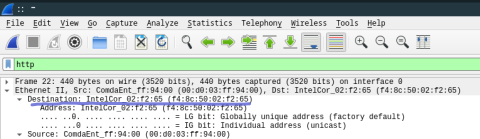 File Edit View Go Capture Analyze Statistics Telephony Wireless Tools Help
http
Frame 22: 440 bytes on wire (3520 bits), 440 bytes captured (3520 bits) on interface 0
Ethernet II, Src: ComdaEnt_ff:94:00 (00:d0:03:ff:94:00), Dst: IntelCor_02:f2:65 (f4:8c:50:02:f2:65)
Destination: IntelCor_02:f2:65 (f4:8c:50:02:f2:65)
Address: IntelCor_02:f2:65 (f4:8c:50:02:f2:65)
.... ..0. .... .... .... .... = LG bit: Globally unique address (factory default)
.... ...0 .... .... .... .... = IG bit: Individual address (unicast)
Source: ComdaEnt_ff:94:00 (00:d0:03:ff:94:00)